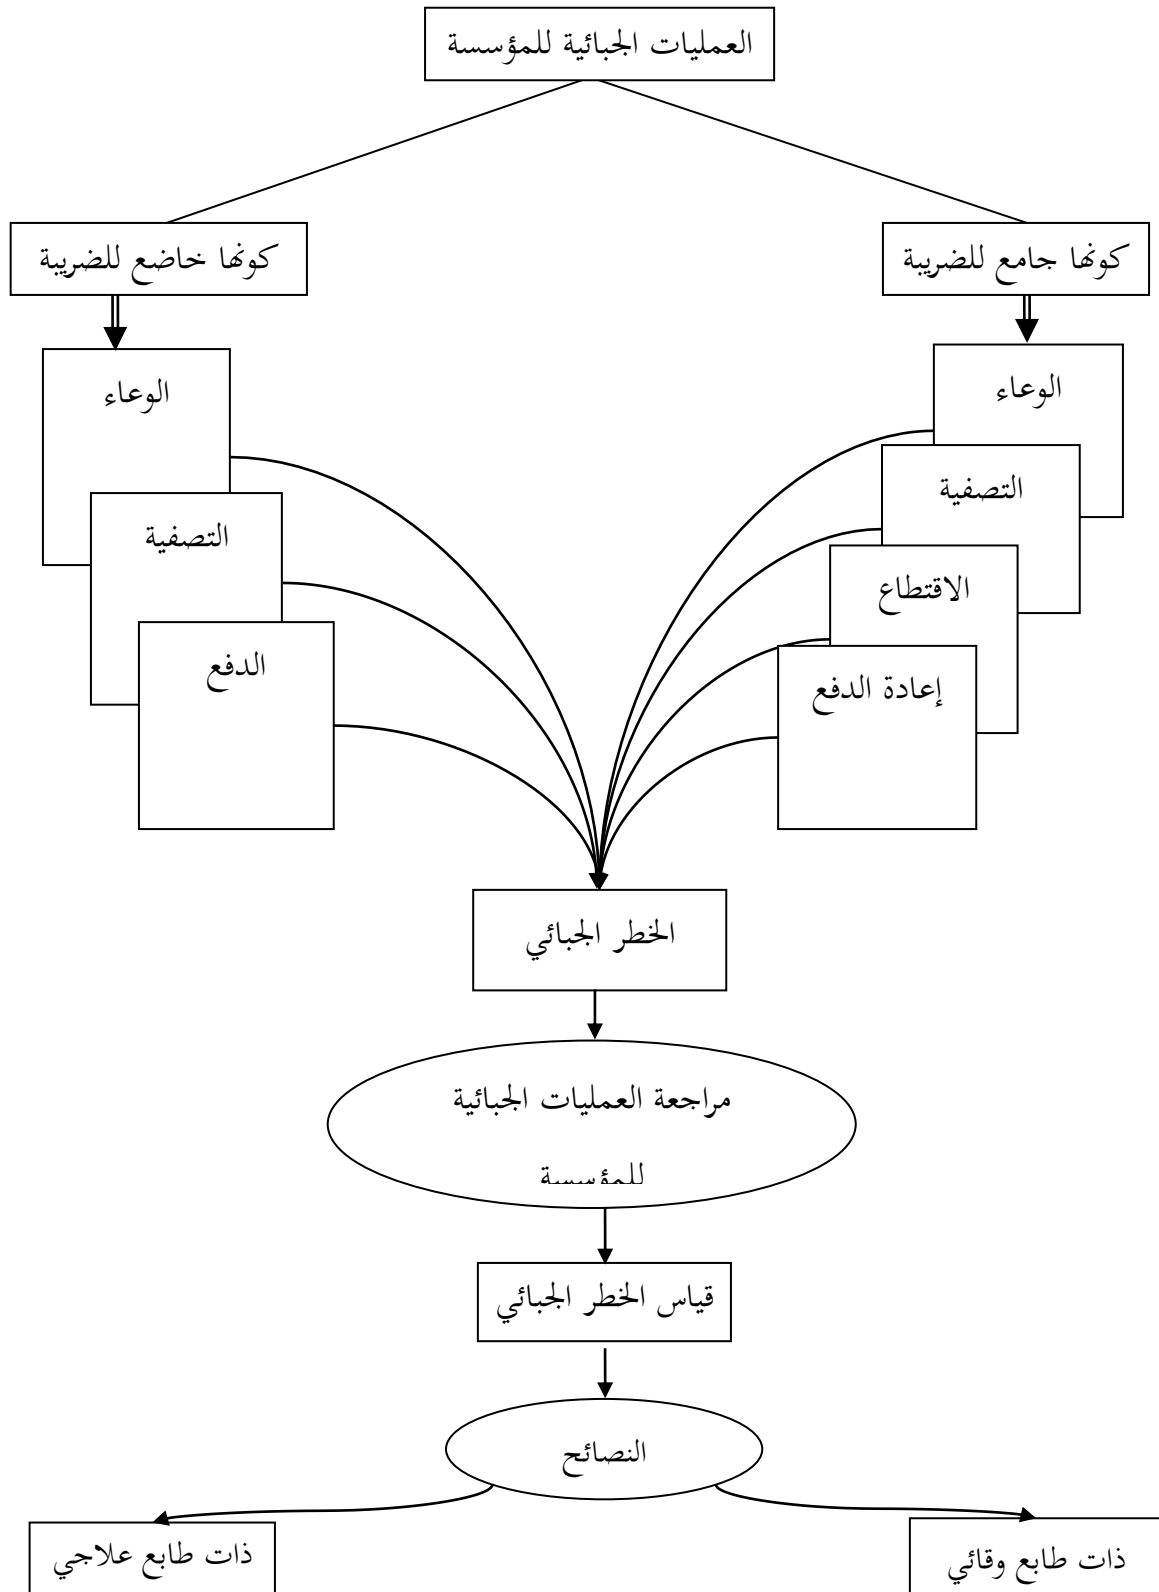 العمليات الجبائية للمؤسسة
كونها جامع للضريبة
كونها خاضع للضريبة
الوعاء
التصفية
الاقتطاع
إعادة الدفع
الوعاء
التصفية
الدفع
الخطر الجبائي
مراجعة العمليات الجبائية
للمؤسسة
قياس الخطر الجبائي
النصائح
ذات طابع وقائي
ذات طابع علاجي